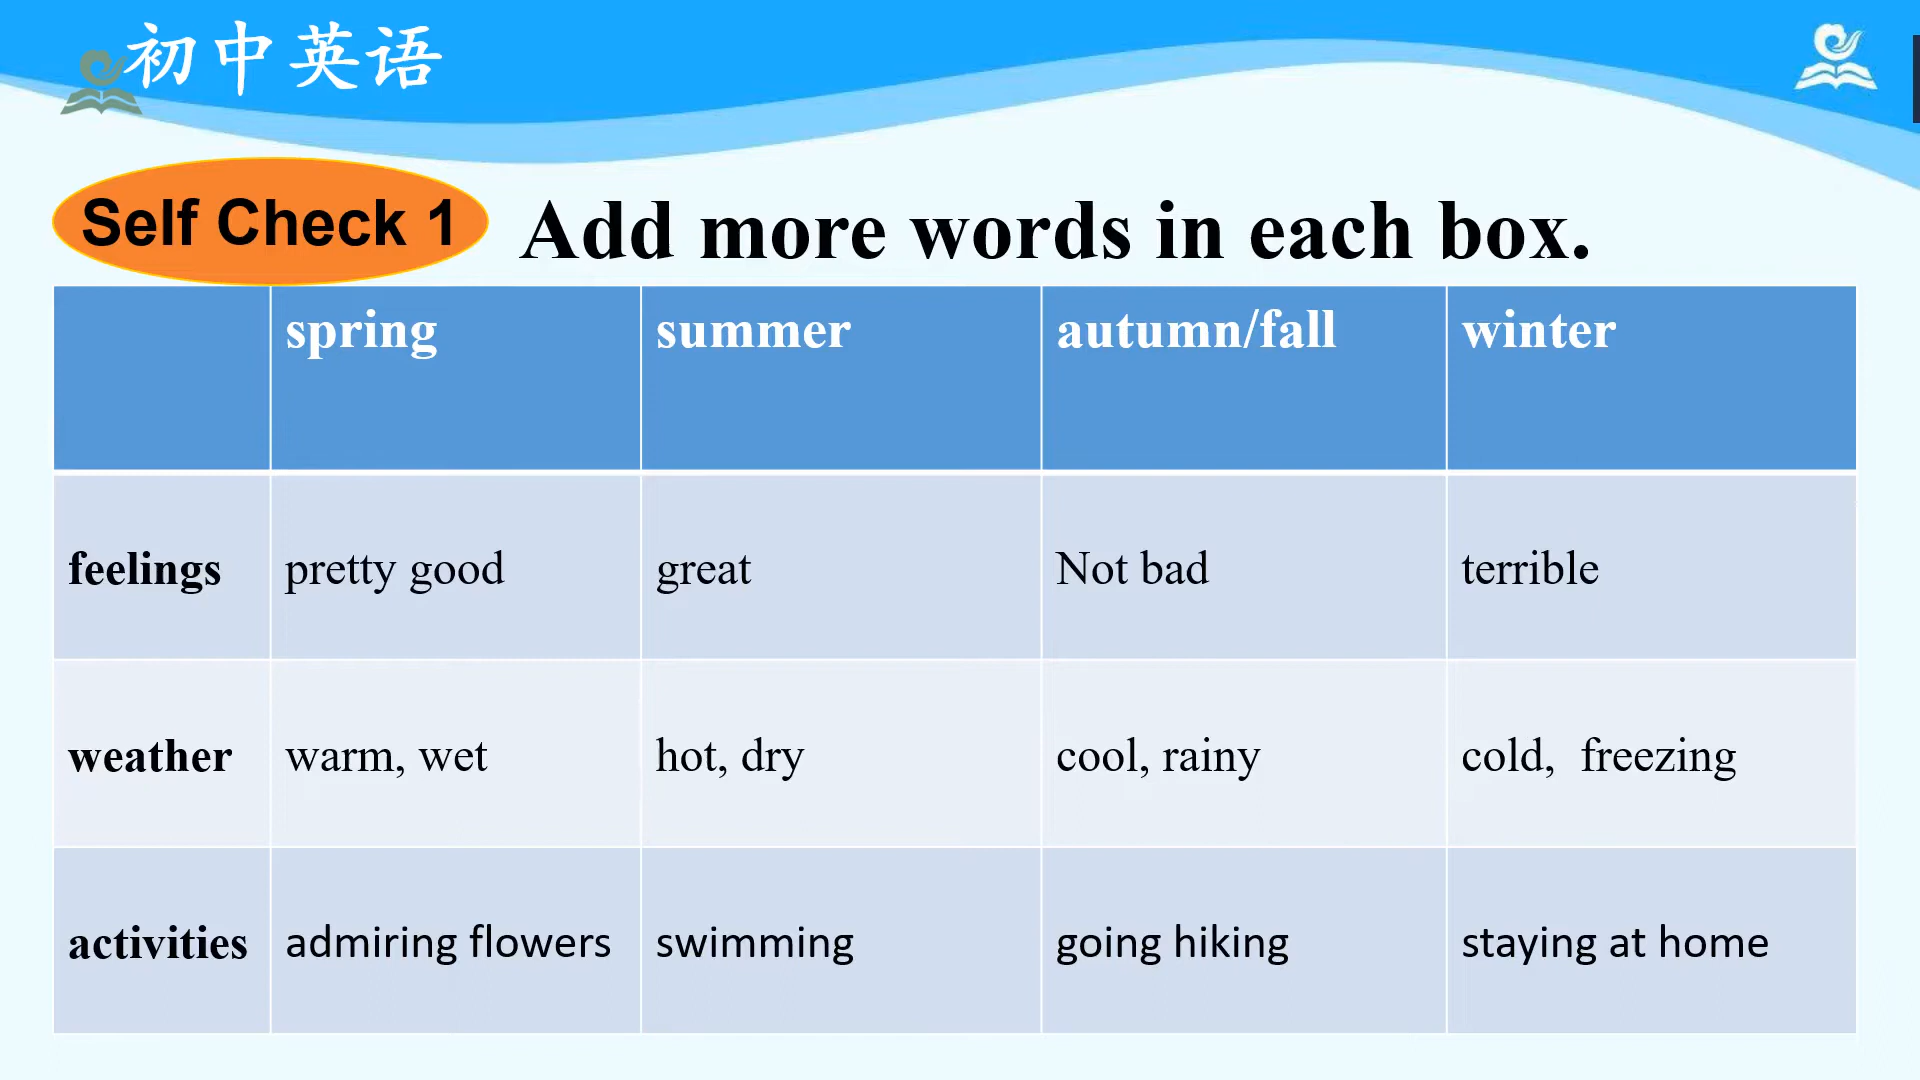 初中英语
Self Check 1
Add more words in each box.
spring summer autumn/fall winter
feelings pretty good great Not bad terrible
weather warm, wet hot, dry cool, rainy cold, freezing
activities admiring flowers swimming going hiking staying at home